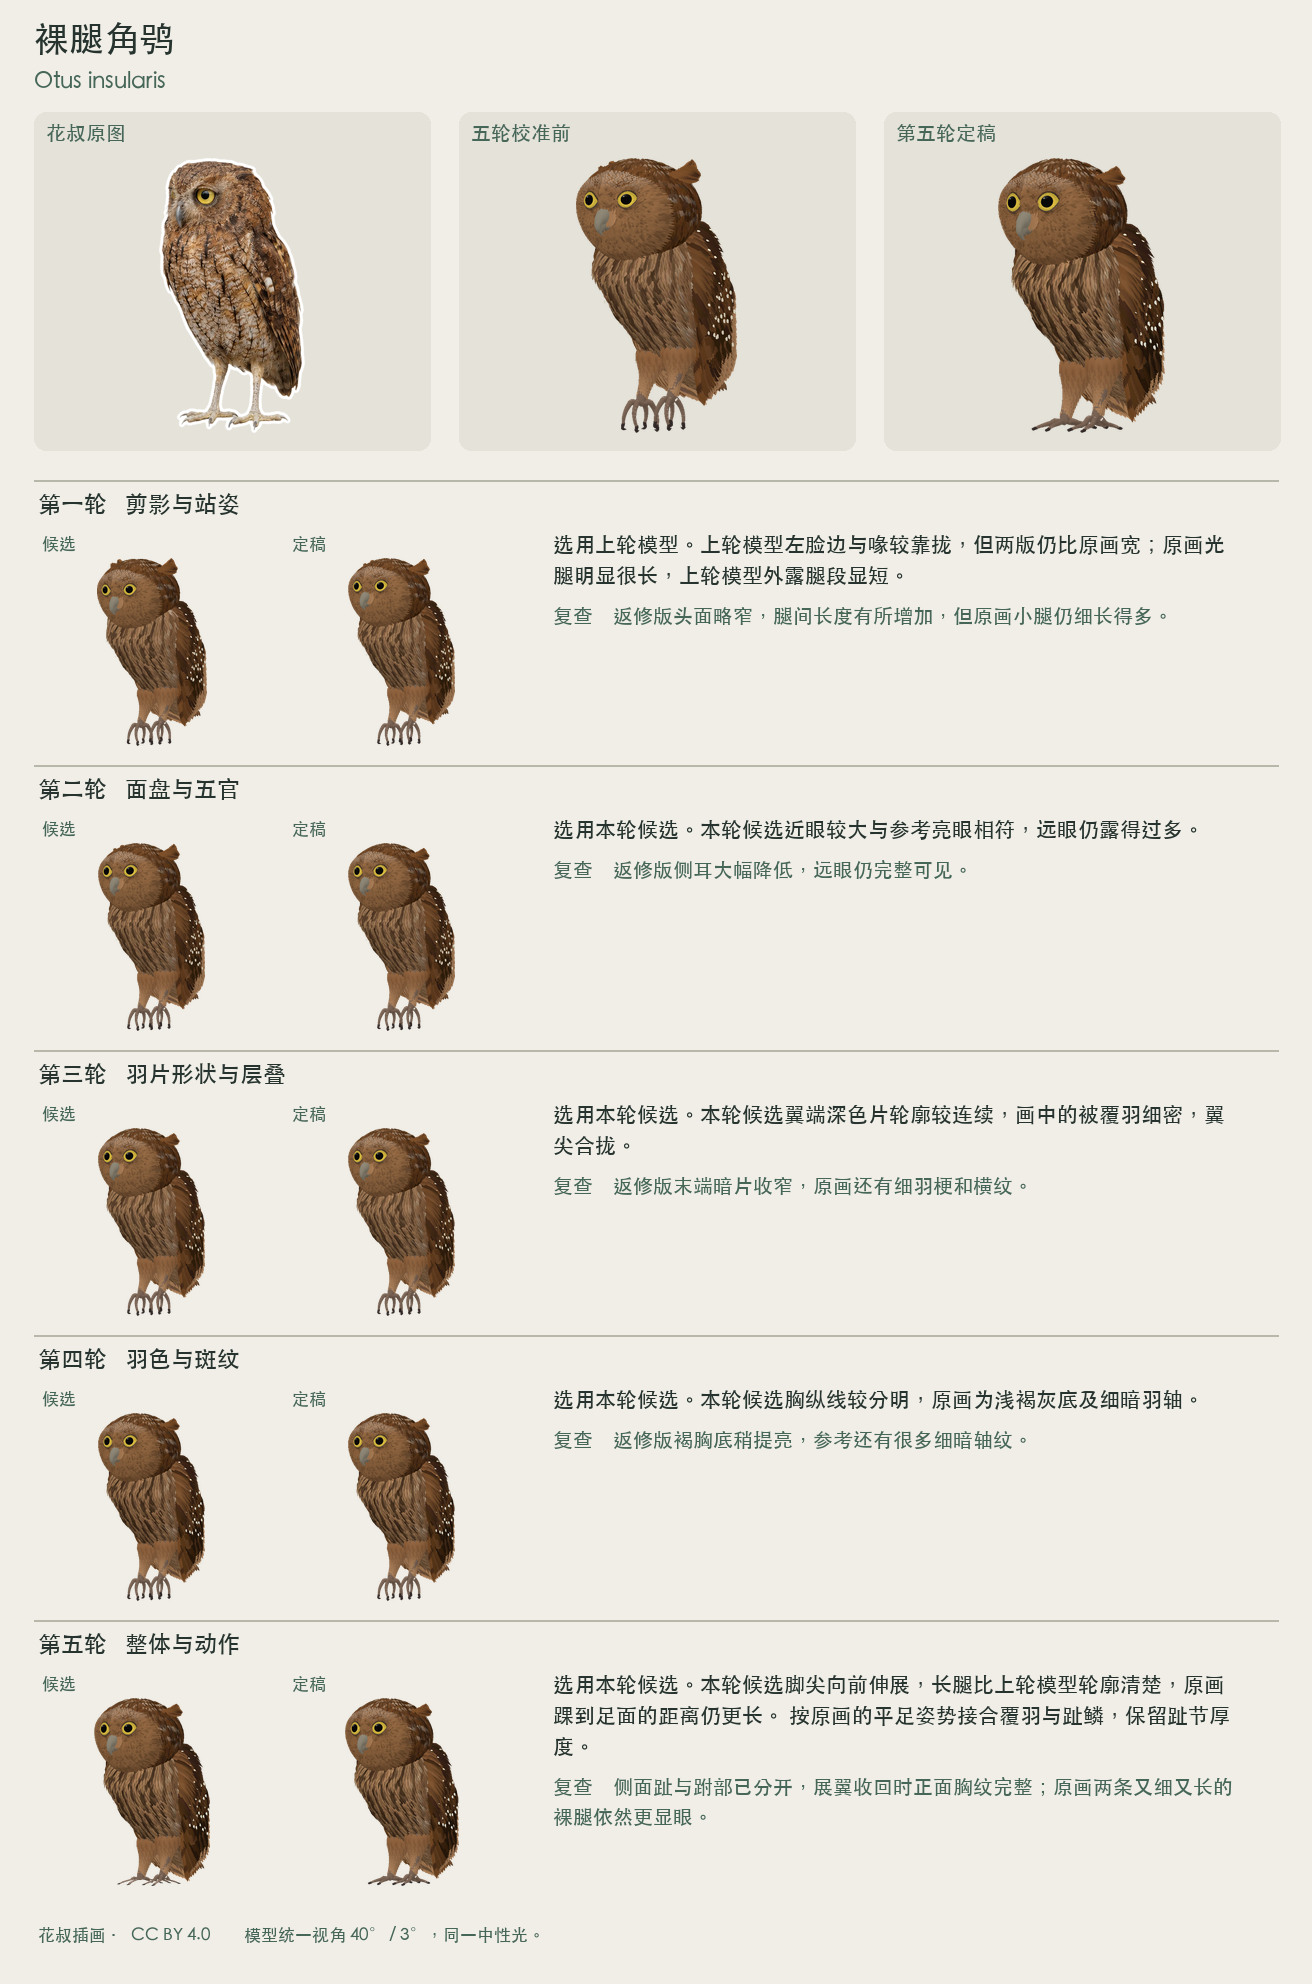 裸腿角鸮
Otus insularis
花叔原图
五轮校准前
第五轮定稿
第一轮 剪影与站姿
候选
定稿
选用上轮模型。上轮模型左脸边与喙较靠拢，但两版仍比原画宽；原画光
腿明显很长，上轮模型外露腿段显短。
复查 返修版头面略窄，腿间长度有所增加，但原画小腿仍细长得多。
第二轮 面盘与五官
候选
定稿
选用本轮候选。本轮候选近眼较大与参考亮眼相符，远眼仍露得过多。
复查 返修版侧耳大幅降低，远眼仍完整可见。
第三轮 羽片形状与层叠
候选
定稿
选用本轮候选。本轮候选翼端深色片轮廓较连续，画中的被覆羽细密，翼
尖合拢。
复查 返修版末端暗片收窄，原画还有细羽梗和横纹。
第四轮 羽色与斑纹
候选
定稿
选用本轮候选。本轮候选胸纵线较分明，原画为浅褐灰底及细暗羽轴。
复查 返修版褐胸底稍提亮，参考还有很多细暗轴纹。
第五轮 整体与动作
候选
定稿
选用本轮候选。本轮候选脚尖向前伸展，长腿比上轮模型轮廓清楚，原画
踝到足面的距离仍更长。 按原画的平足姿势接合覆羽与趾鳞，保留趾节厚
度。
复查 侧面趾与跗部已分开，展翼收回时正面胸纹完整；原画两条又细又长的
裸腿依然更显眼。
花叔插画 · CC BY 4.0 模型统一视角 40° / 3°，同一中性光。